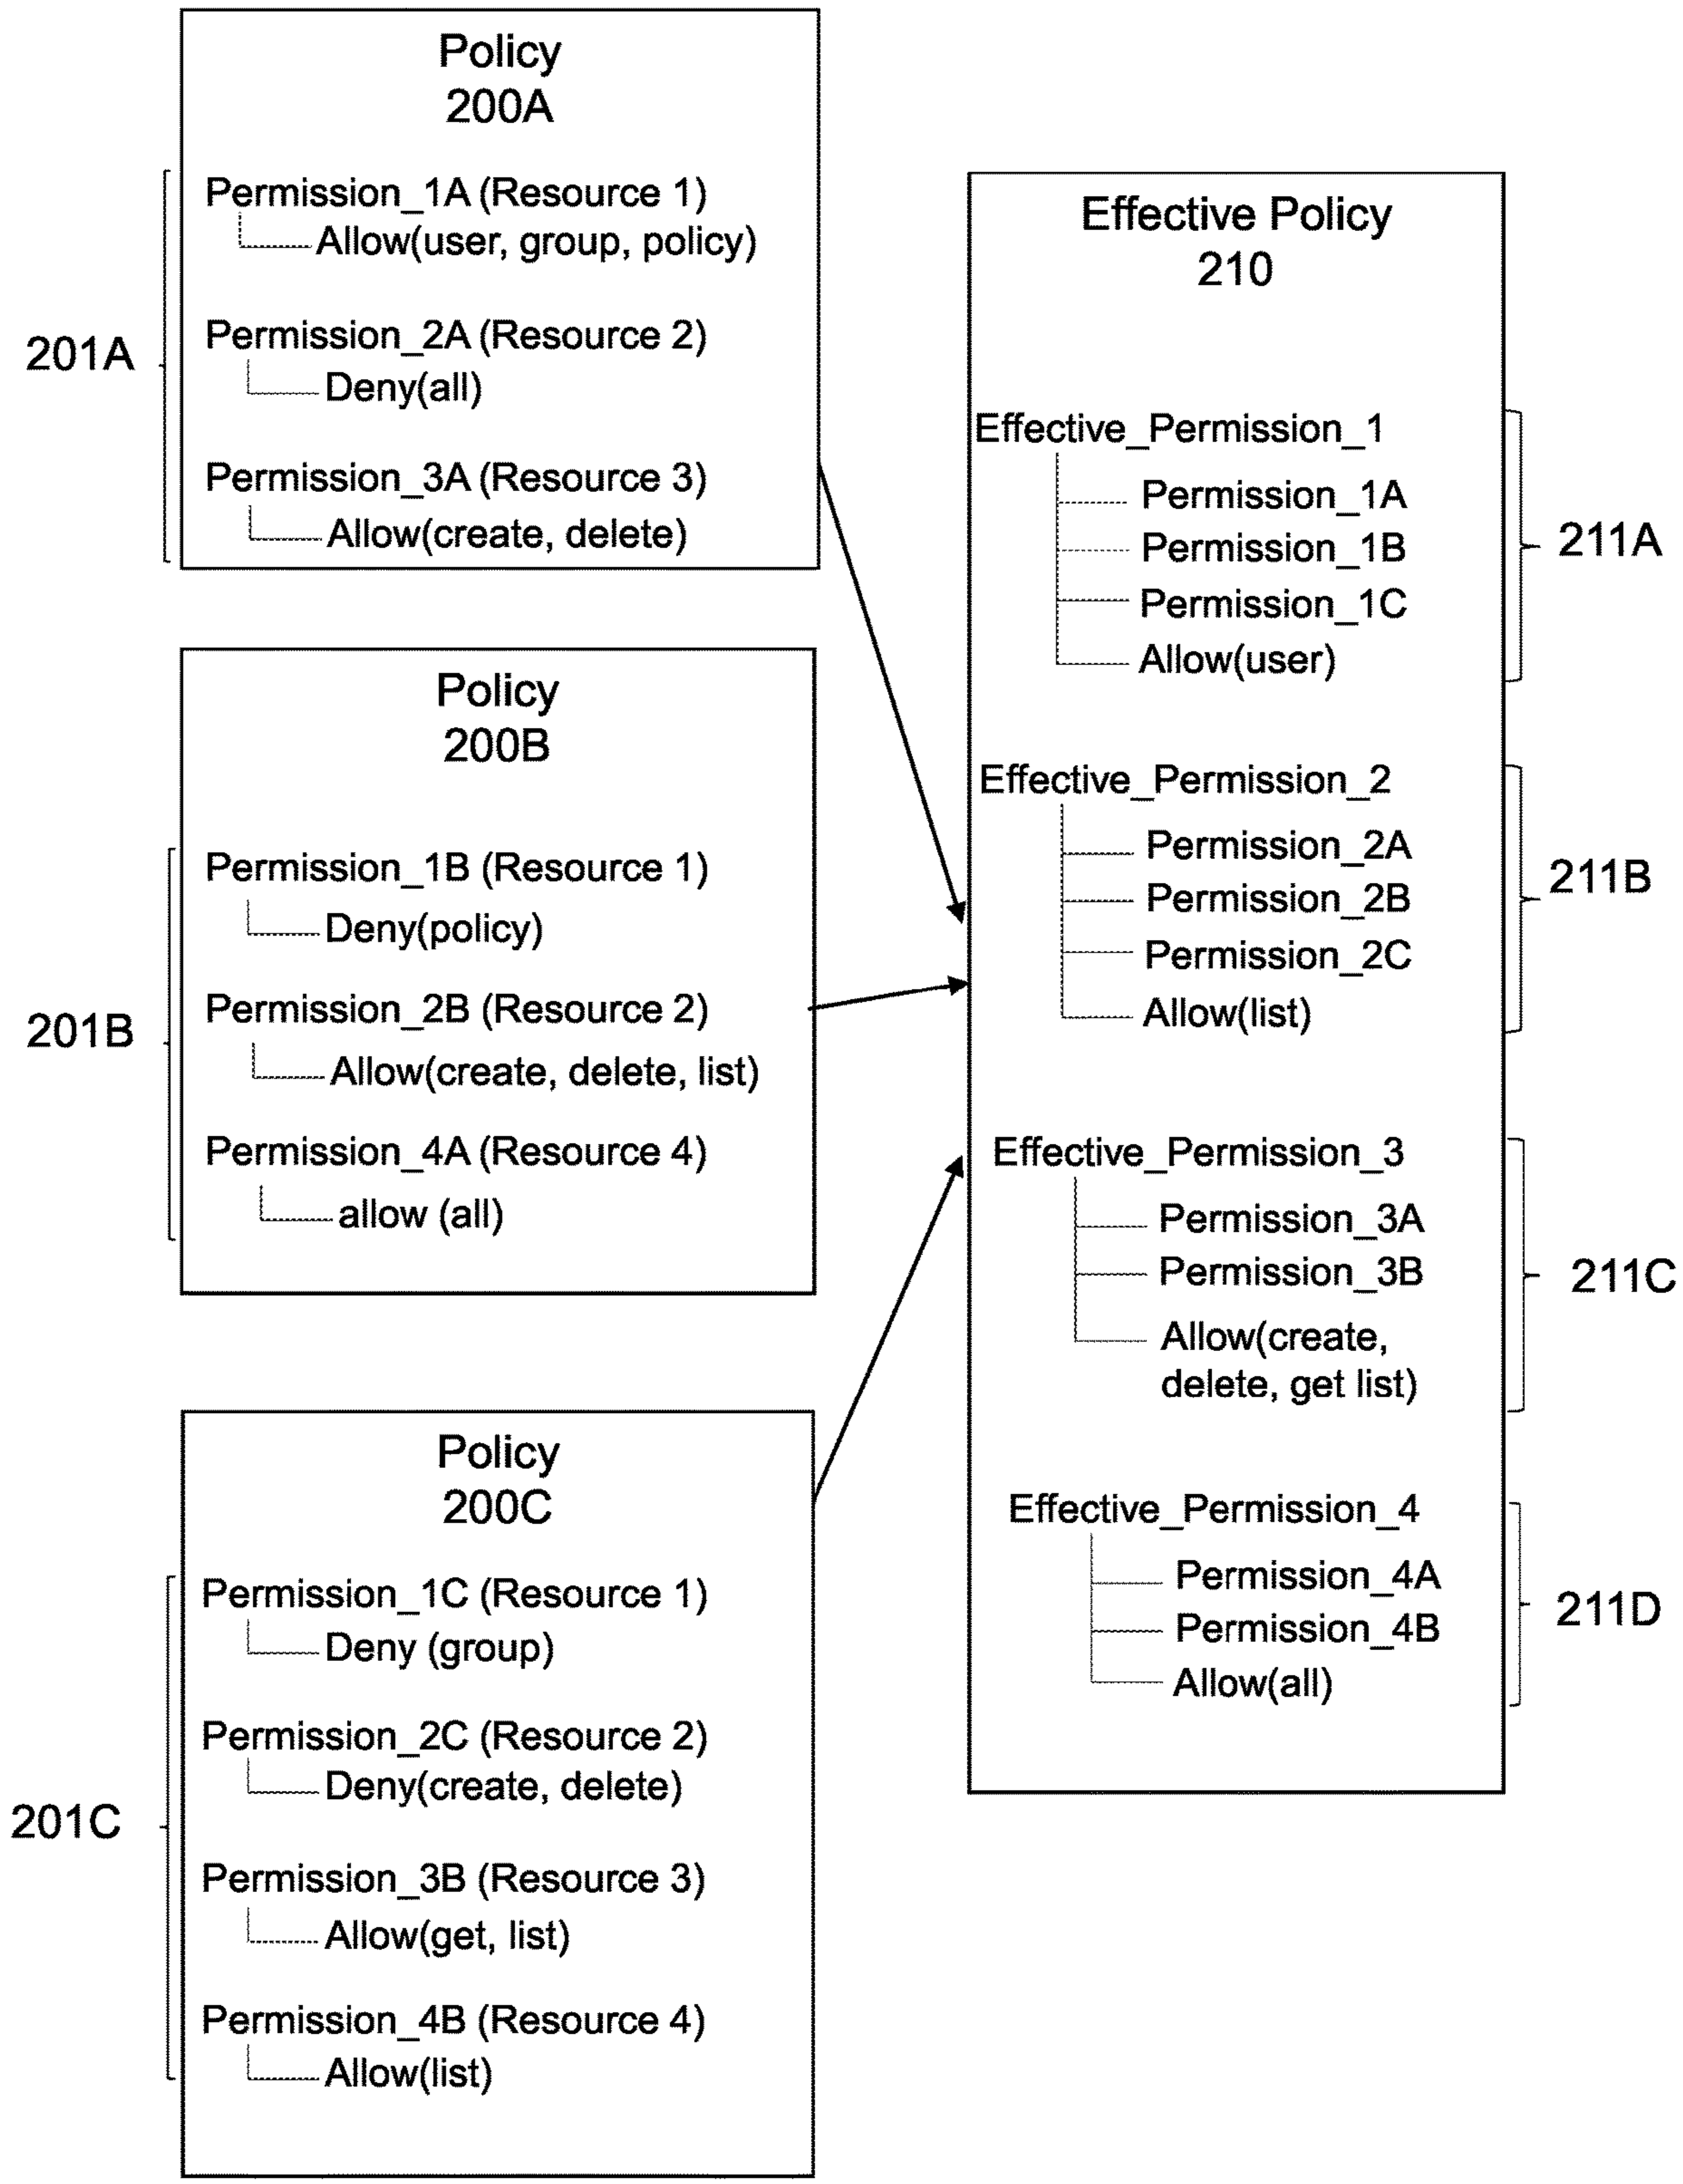 Policy
200A
201A
Permission_1A (Resource 1)
Allow(user, group, policy)
Permission_2A (Resource 2)
Deny(all)
Permission_3A (Resource 3)
Allow(create, delete)
Policy
200B
201B
Permission_1B (Resource 1)
Deny(policy)
Permission_2B (Resource 2)
Allow(create, delete, list)
Permission_4A (Resource 4)
allow (all)
Policy
200C
201C
Permission_1C (Resource 1)
Deny (group)
Permission_2C (Resource 2)
Deny(create, delete)
Permission_3B (Resource 3)
Allow(get, list)
Permission_4B (Resource 4)
Allow(list)
Effective Policy
210
Effective_Permission_1
Permission_1A
Permission_1B
Permission_1C
Allow(user)
211A
Effective_Permission_2
Permission_2A
Permission_2B
Permission_2C
Allow(list)
211B
Effective_Permission_3
Permission_3A
Permission_3B
Allow(create,
delete, get list)
211C
Effective_Permission_4
Permission_4A
Permission_4B
Allow(all)
211D